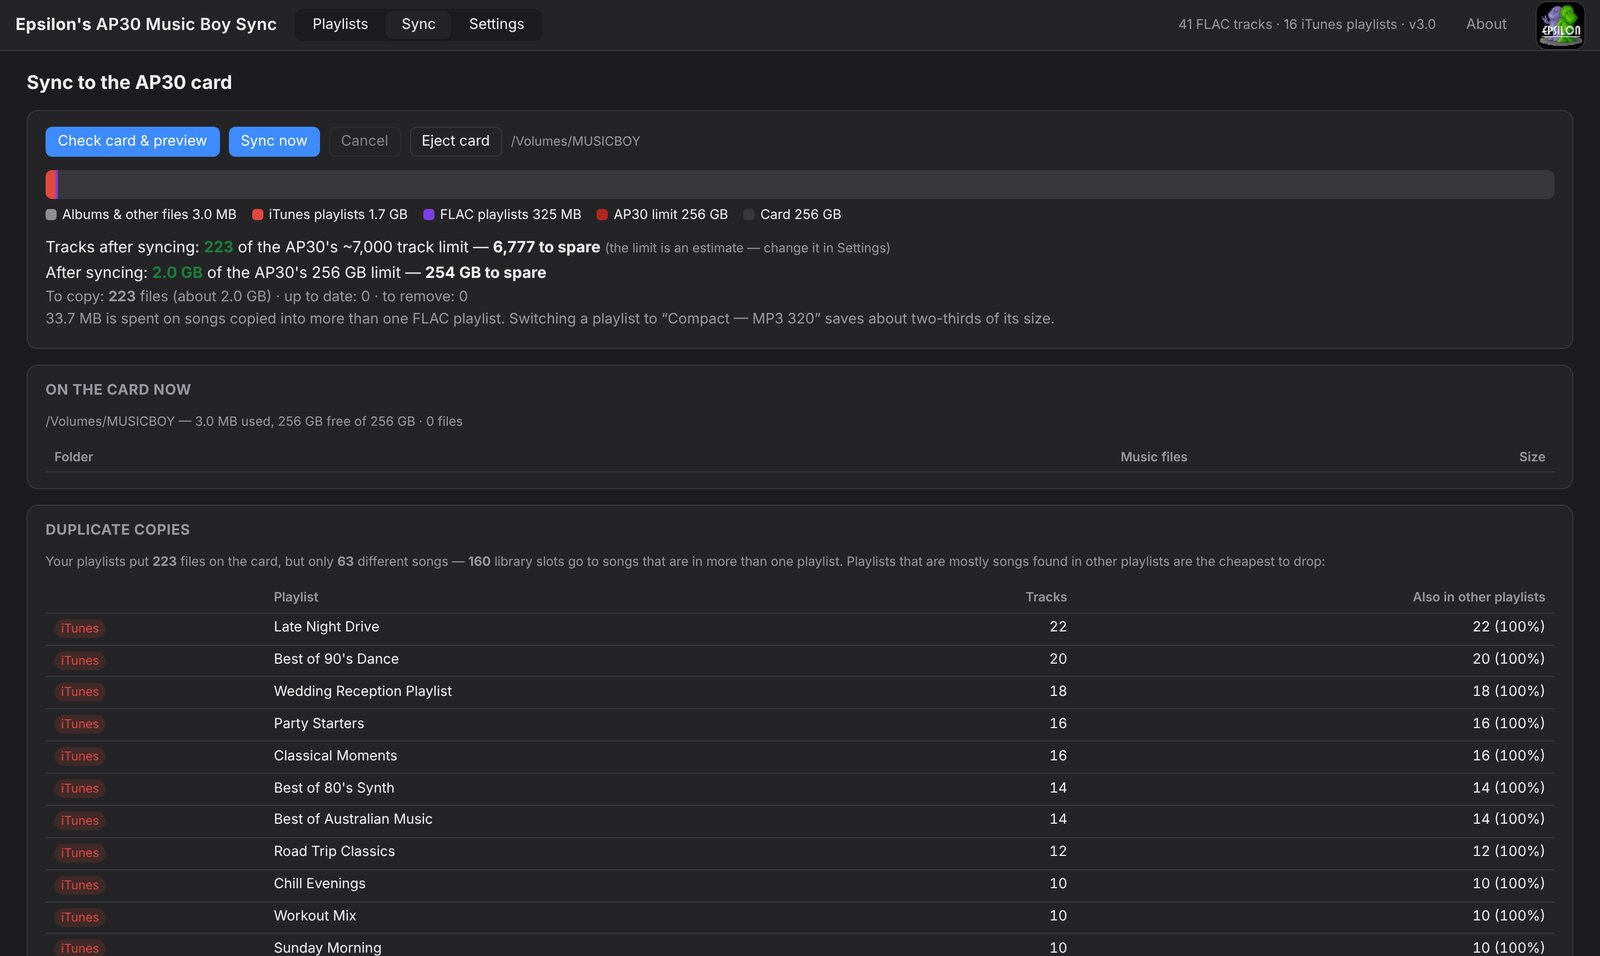 Epsilon's AP30 Music Boy Sync Playlists Sync Settings 41 FLAC tracks · 16 iTunes playlists · v3.0 About EPSILON
Sync to the AP30 card
Check card & preview Sync now Cancel Eject card /Volumes/MUSICBOY
Albums & other files 3.0 MB iTunes playlists 1.7 GB FLAC playlists 325 MB AP30 limit 256 GB Card 256 GB
Tracks after syncing: 223 of the AP30's ~7,000 track limit — 6,777 to spare (the limit is an estimate — change it in Settings)
After syncing: 2.0 GB of the AP30's 256 GB limit — 254 GB to spare
To copy: 223 files (about 2.0 GB) · up to date: 0 · to remove: 0
33.7 MB is spent on songs copied into more than one FLAC playlist. Switching a playlist to “Compact — MP3 320” saves about two-thirds of its size.
ON THE CARD NOW
/Volumes/MUSICBOY — 3.0 MB used, 256 GB free of 256 GB · 0 files
Folder Music files Size
DUPLICATE COPIES
Your playlists put 223 files on the card, but only 63 different songs — 160 library slots go to songs that are in more than one playlist. Playlists that are mostly songs found in other playlists are the cheapest to drop:
Playlist Tracks Also in other playlists
iTunes Late Night Drive 22 22 (100%)
iTunes Best of 90's Dance 20 20 (100%)
iTunes Wedding Reception Playlist 18 18 (100%)
iTunes Party Starters 16 16 (100%)
iTunes Classical Moments 16 16 (100%)
iTunes Best of 80's Synth 14 14 (100%)
iTunes Best of Australian Music 14 14 (100%)
iTunes Road Trip Classics 12 12 (100%)
iTunes Chill Evenings 10 10 (100%)
iTunes Workout Mix 10 10 (100%)
iTunes Sunday Morning 10 10 (100%)